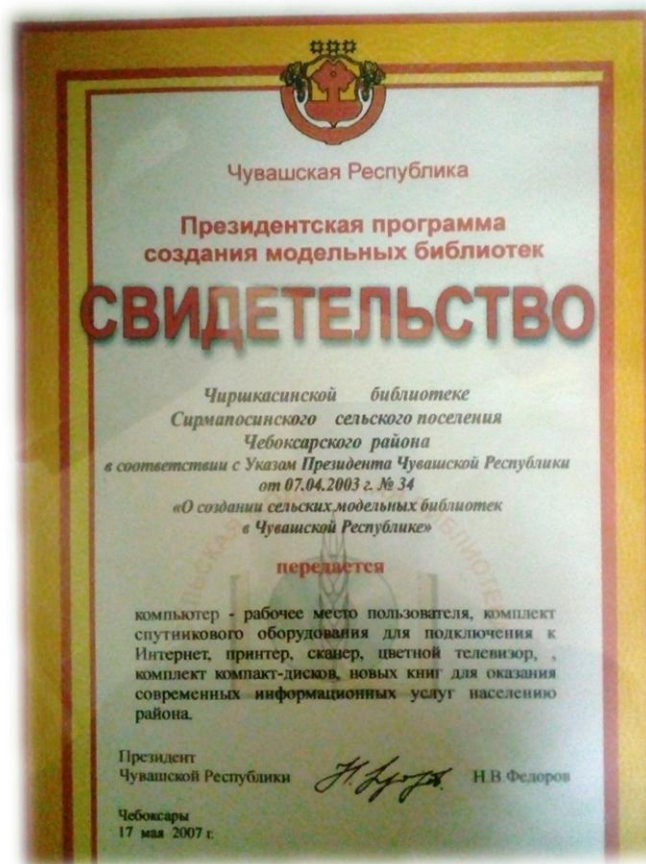 Чувашская Республика
Президентская программа
создания модельных библиотек
СВИДЕТЕЛЬСТВО
Чиршкасинской библиотеке
Сирмапосинского сельского поселения
Чебоксарского района
в соответствии с Указом Президента Чувашской Республики
от 07.04.2003 г. № 34
«О создании сельских модельных библиотек
в Чувашской Республике»
передается
компьютер - рабочее место пользователя, комплект
спутникового оборудования для подключения к
Интернет, принтер, сканер, цветной телевизор, ,
комплект компакт-дисков, новых книг для оказания
современных информационных услуг населению
района.
Президент
Чувашской Республики Н.В.Федоров
Чебоксары
17 мая 2007 г.